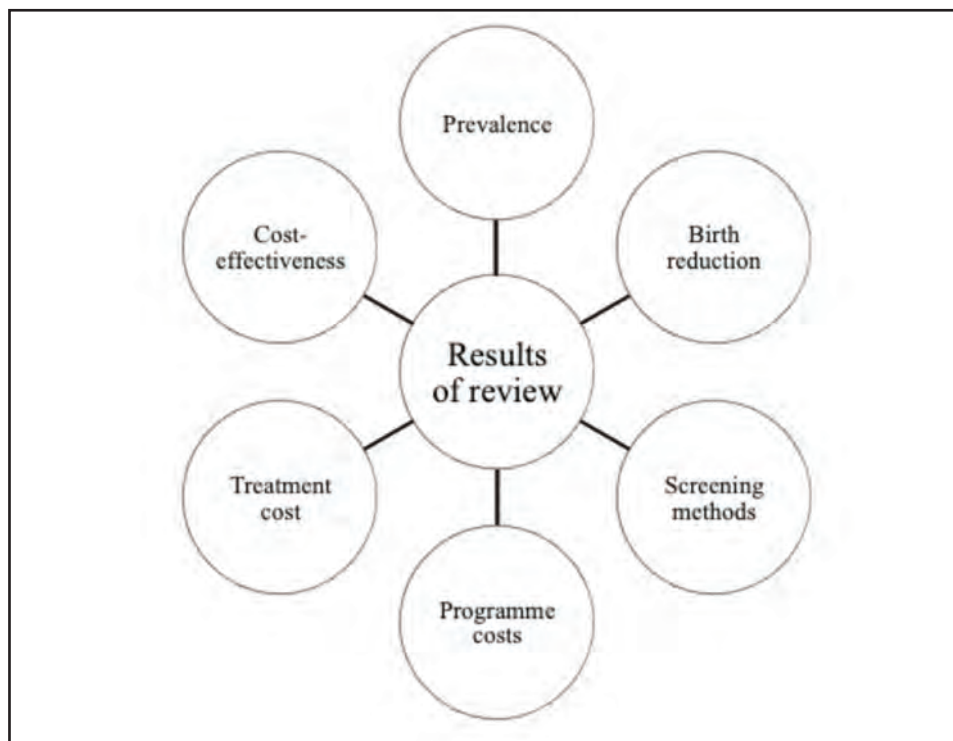 Prevalence
Cost-
effectiveness
Birth
reduction
Results
of review
Treatment
cost
Screening
methods
Programme
costs